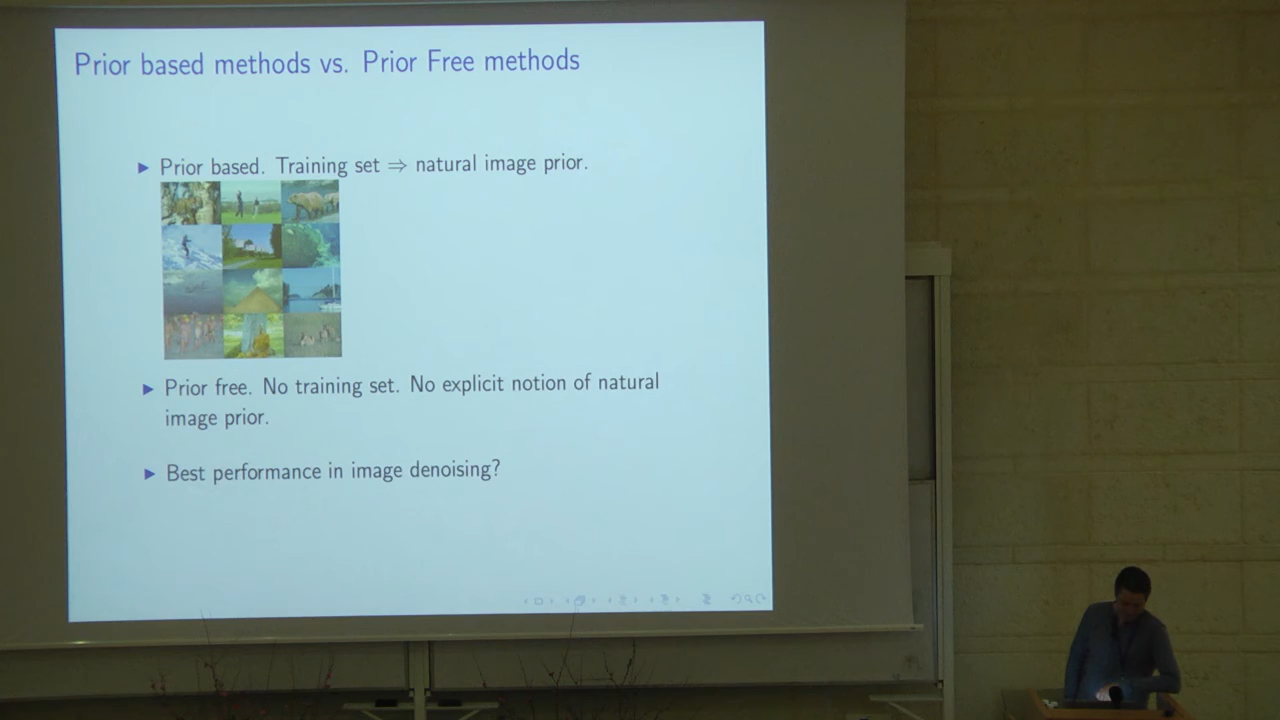 Prior based methods vs. Prior Free methods
▶ Prior based. Training set ⇒ natural image prior.
▶ Prior free. No training set. No explicit notion of natural
image prior.
▶ Best performance in image denoising?